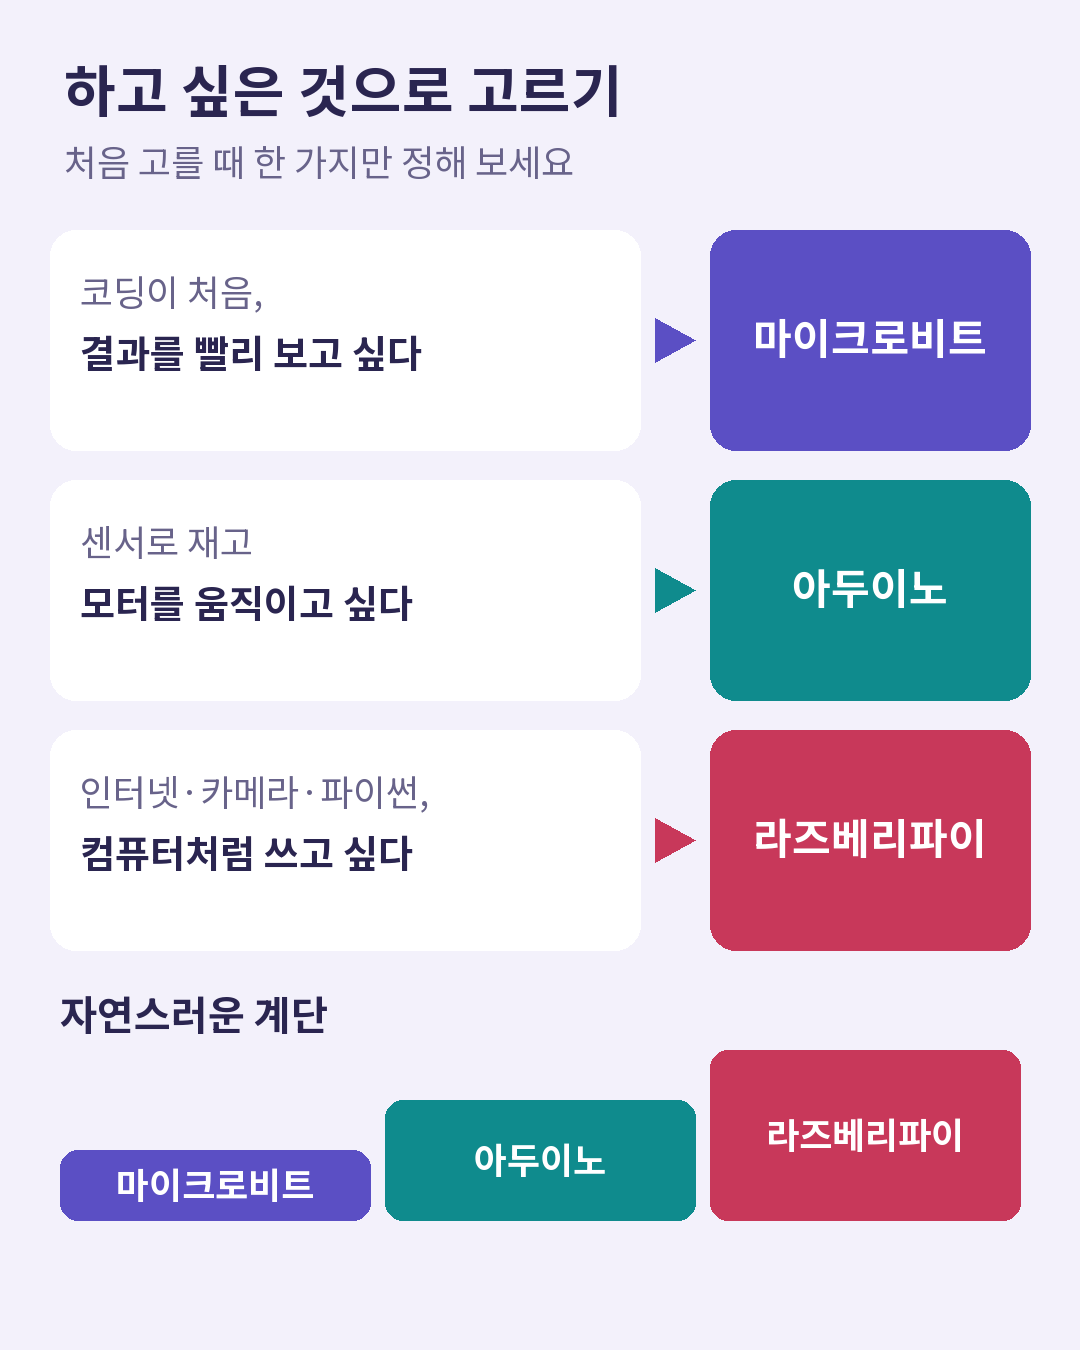 하고 싶은 것으로 고르기
처음 고를 때 한 가지만 정해 보세요
코딩이 처음,
결과를 빨리 보고 싶다
마이크로비트
센서로 재고
모터를 움직이고 싶다
아두이노
인터넷·카메라·파이썬,
컴퓨터처럼 쓰고 싶다
라즈베리파이
자연스러운 계단
마이크로비트
아두이노
라즈베리파이